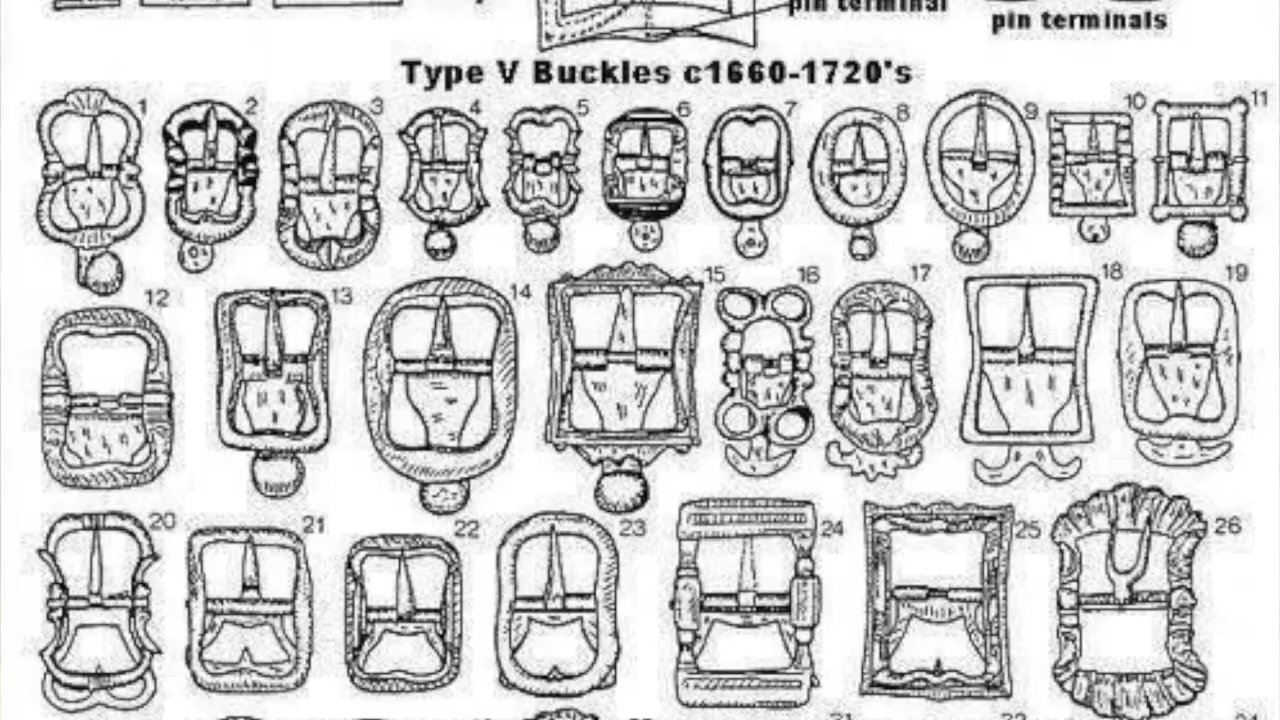 pin terminal
pin terminals
Type V Buckles c1660-1720's
1 2 3 4 5 6 7 8 9 10 11
12 13 14 15 16 17 18 19
20 21 22 23 24 25 26